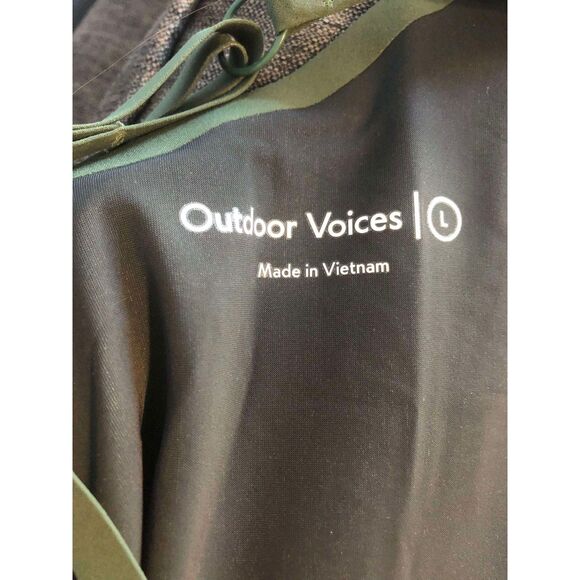 Outdoor Voices | L
Made in Vietnam